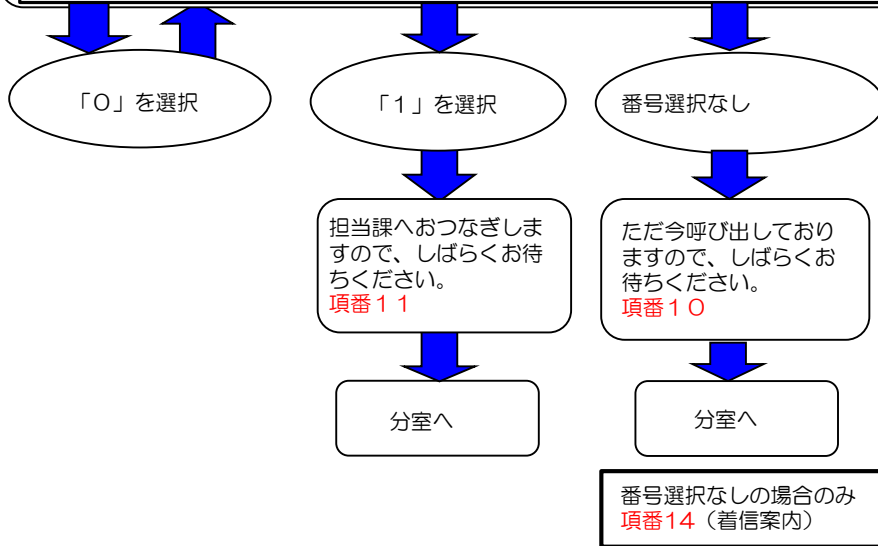 「０」を選択
「１」を選択
番号選択なし
担当課へおつなぎしま
すので、しばらくお待
ちください。
項番１１
ただ今呼び出しており
ますので、しばらくお
待ちください。
項番１０
分室へ
分室へ
番号選択なしの場合のみ
項番14（着信案内）